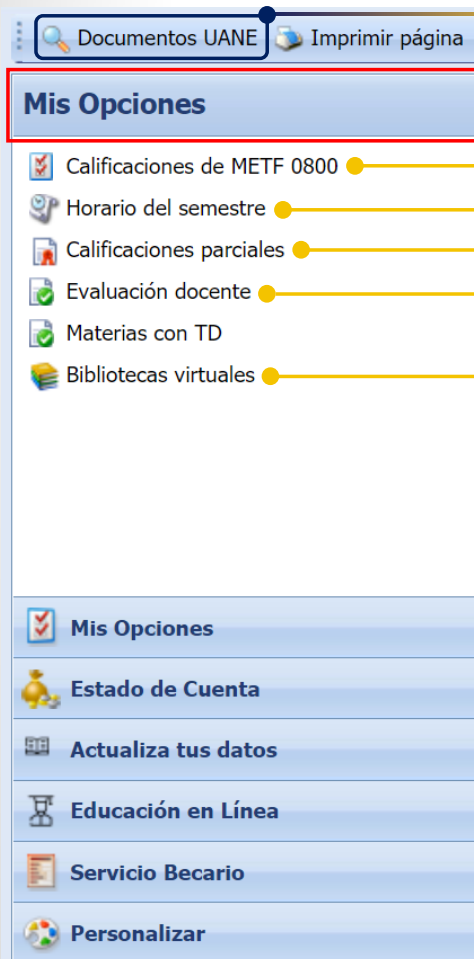 Documentos UANE Imprimir página
Mis Opciones
Calificaciones de METF 0800
Horario del semestre
Calificaciones parciales
Evaluación docente
Materias con TD
Bibliotecas virtuales
Mis Opciones
Estado de Cuenta
Actualiza tus datos
Educación en Línea
Servicio Becario
Personalizar